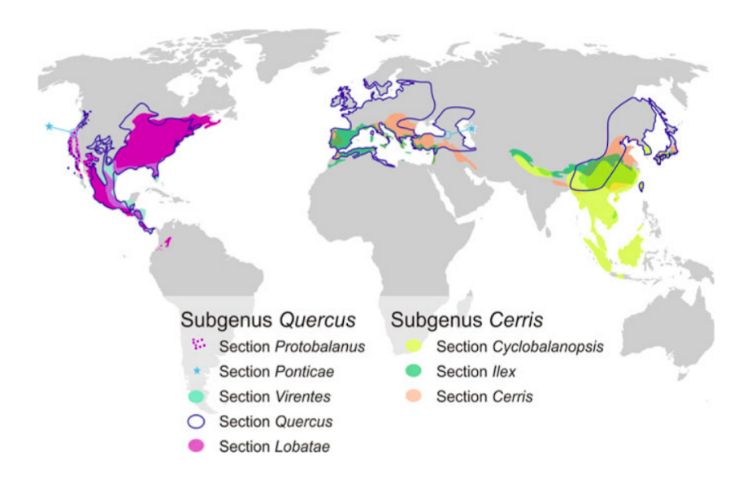 Subgenus Quercus
Section Protobalanus
Section Ponticae
Section Virentes
Section Quercus
Section Lobatae
Subgenus Cerris
Section Cyclobalanopsis
Section Ilex
Section Cerris